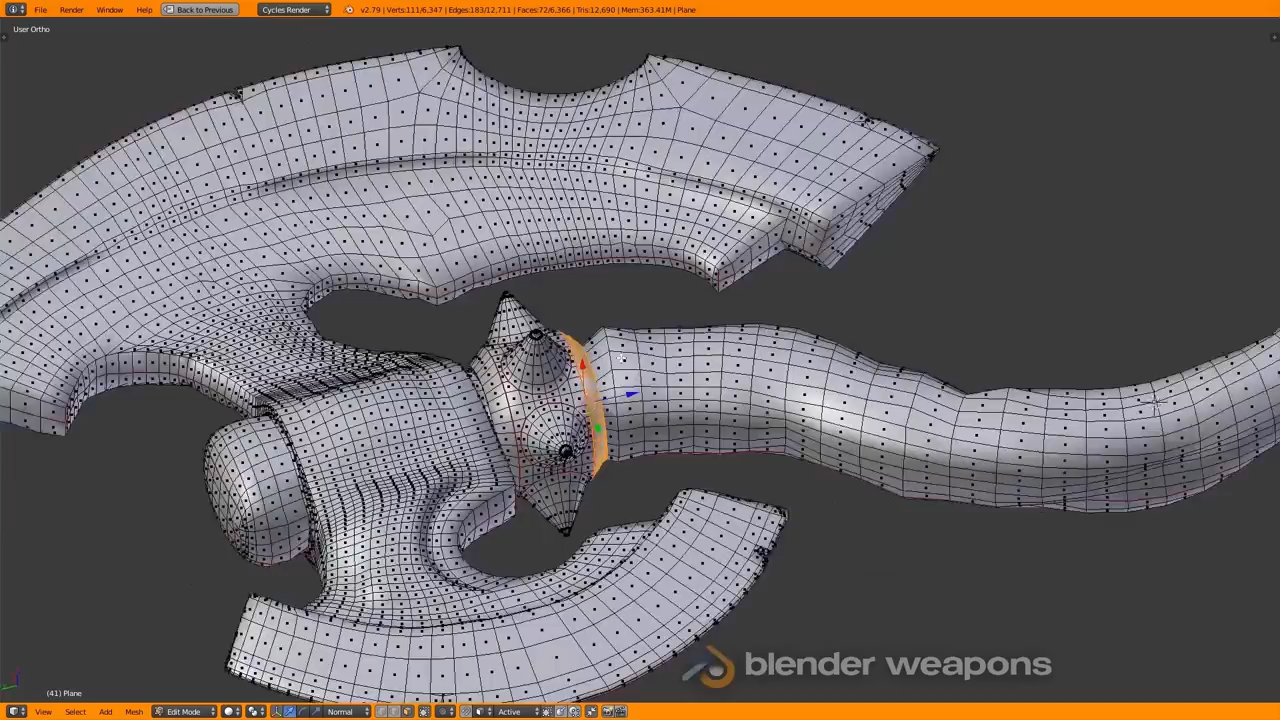 File Render Window Help Back to Previous Cycles Render v2.79 | Verts:111/6,347 | Edges:183/12,711 | Faces:72/6,366 | Tris:12,690 | Mem:363.41M | Plane
User Ortho
blender weapons
(41) Plane
View Select Add Mesh Edit Mode Normal Active